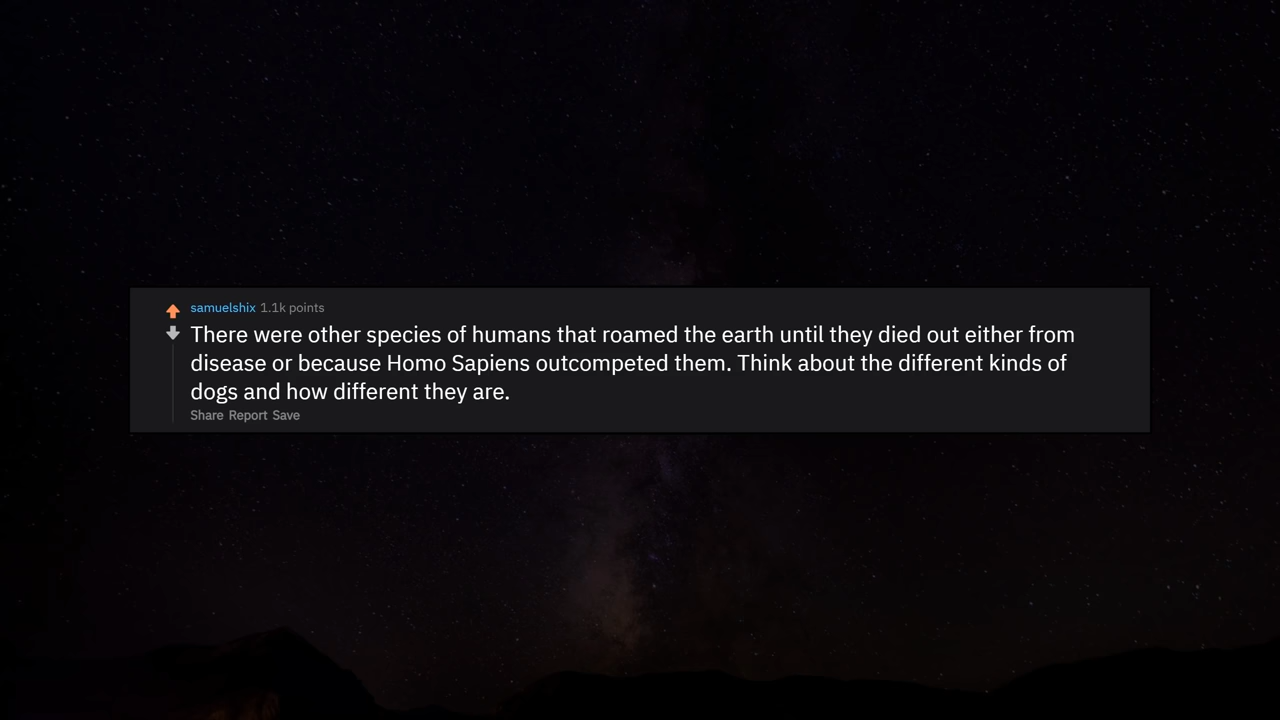 samuelshix 1.1k points
There were other species of humans that roamed the earth until they died out either from
disease or because Homo Sapiens outcompeted them. Think about the different kinds of
dogs and how different they are.
Share Report Save